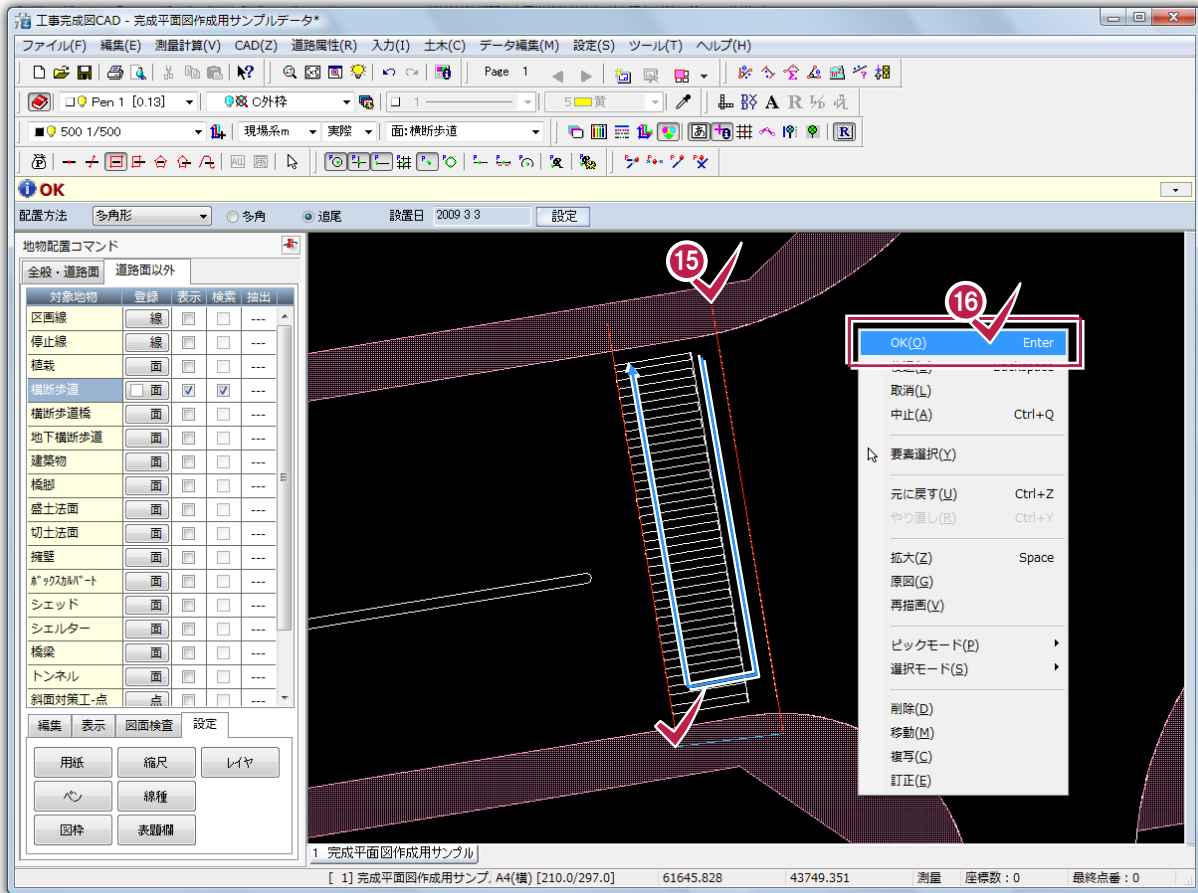 工事完成図CAD - 完成平面図作成用サンプルデータ*
ファイル(F) 編集(E) 測量計算(V) CAD(Z) 道路属性(R) 入力(I) 土木(C) データ編集(M) 設定(S) ツール(T) ヘルプ(H)
Page 1
Pen 1 [0.13] C外枠 1 5 黄
500 1/500 現場系m 実際 面:横断歩道
OK
配置方法 多角形 多角 追尾 設置日 2009 3 3 設定
地物配置コマンド
全般・道路面 道路面以外
対象地物 登録 表示 検索 抽出
区画線 線 ---
停止線 線 ---
植栽 面 ---
横断歩道 面 ---
横断歩道橋 面 ---
地下横断歩道 面 ---
建築物 面 ---
橋脚 面 ---
盛土法面 面 ---
切土法面 面 ---
擁壁 面 ---
ボックスカルバート 面 ---
シェッド 面 ---
シェルター 面 ---
橋梁 面 ---
トンネル 面 ---
斜面対策工-点 点 ---
編集 表示 図面検査 設定
用紙 縮尺 レイヤ
ペン 線種
図枠 表題欄
15
16
OK(O) Enter
取消(L)
中止(A) Ctrl+Q
要素選択(Y)
元に戻す(U) Ctrl+Z
やり直し(R) Ctrl+Y
拡大(Z) Space
原図(G)
再描画(V)
ピックモード(P)
選択モード(S)
削除(D)
移動(M)
複写(C)
訂正(E)
1 完成平面図作成用サンプル
[ 1] 完成平面図作成用サンプ A4(横) [210.0/297.0] 61645.828 43749.351 測量 座標数：0 最終点番：0